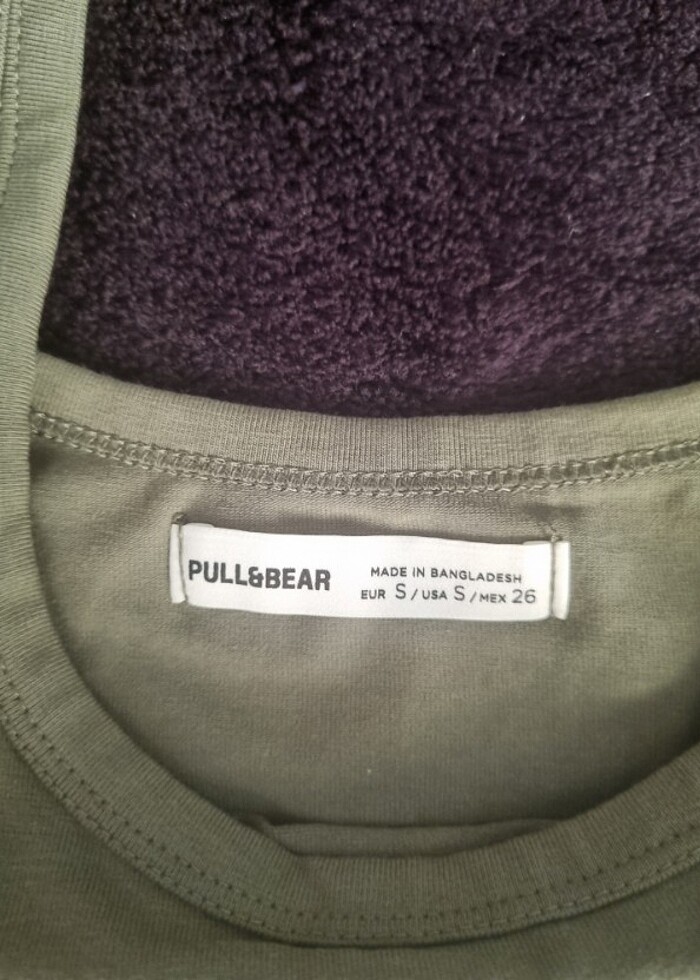 PULL&BEAR
MADE IN BANGLADESH
EUR S / USA S / MEX 26